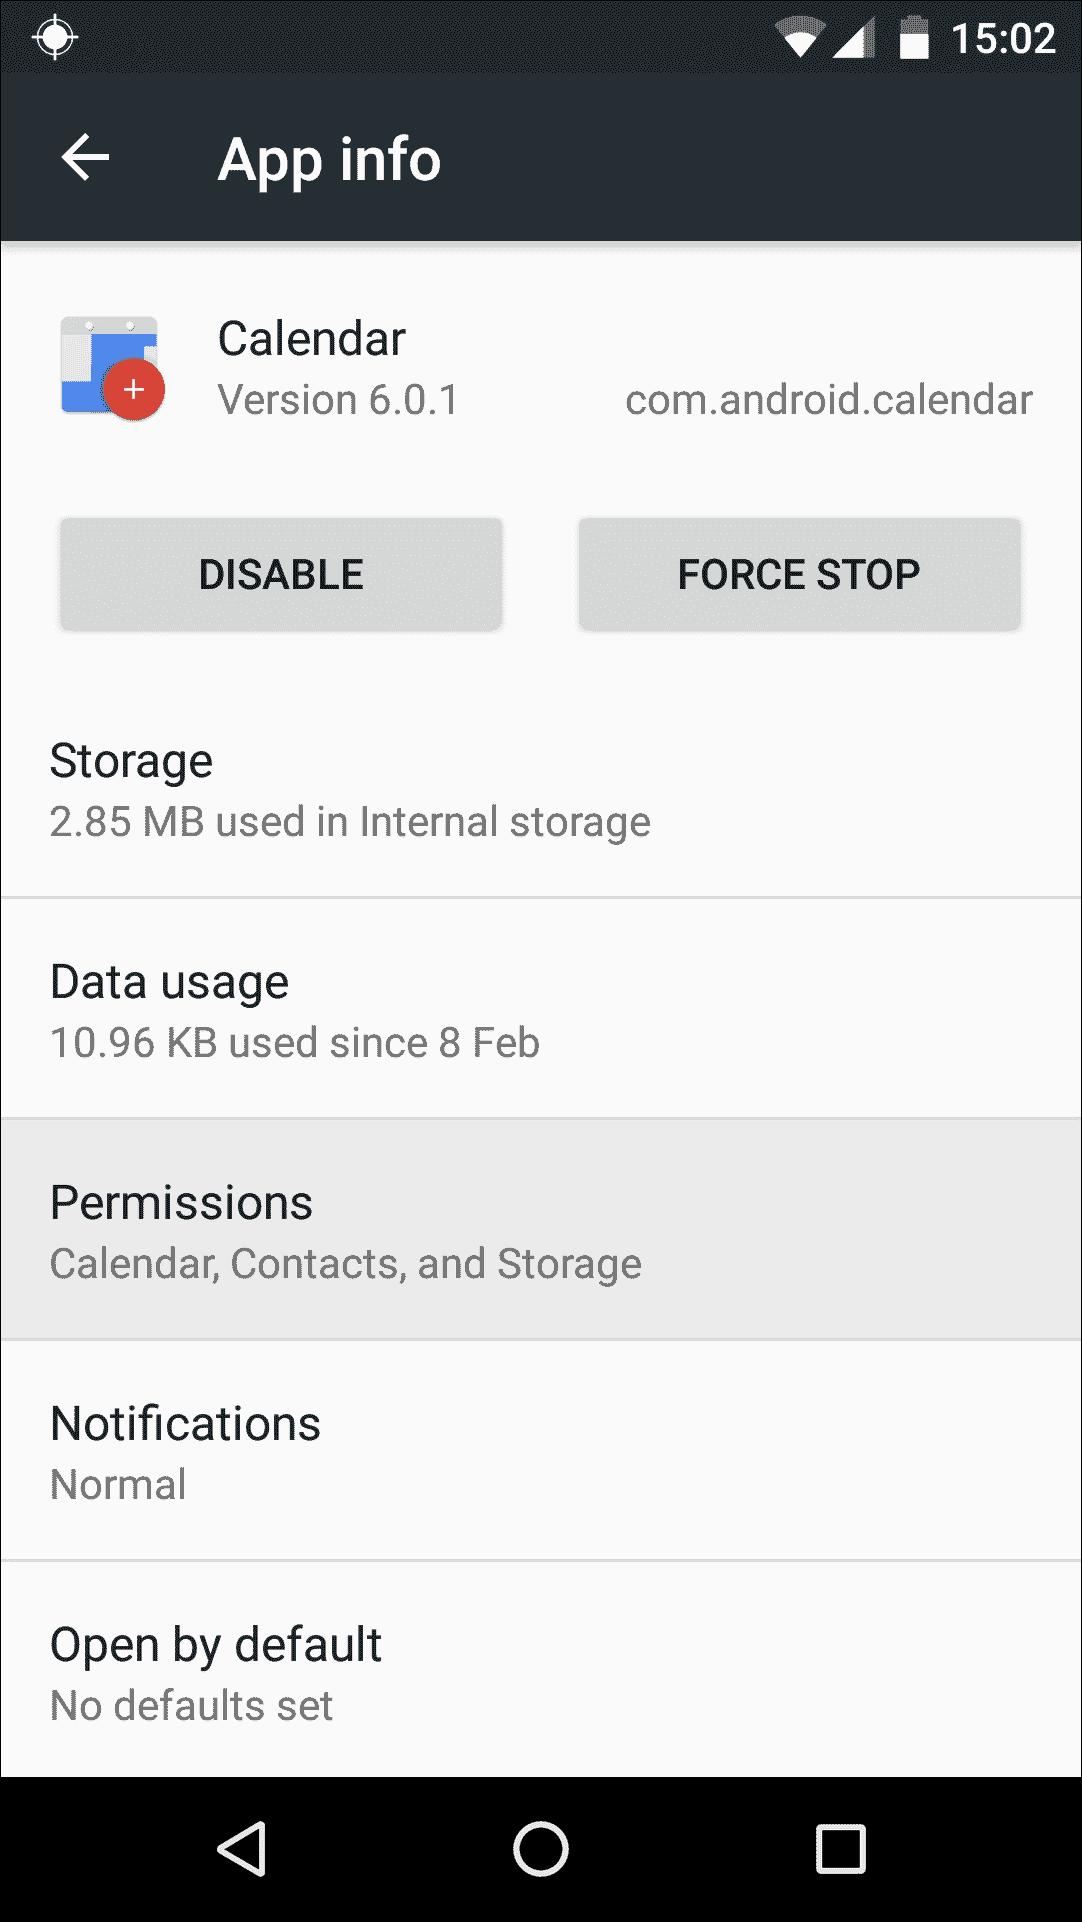 15:02
App info
Calendar
Version 6.0.1 com.android.calendar
DISABLE FORCE STOP
Storage
2.85 MB used in Internal storage
Data usage
10.96 KB used since 8 Feb
Permissions
Calendar, Contacts, and Storage
Notifications
Normal
Open by default
No defaults set